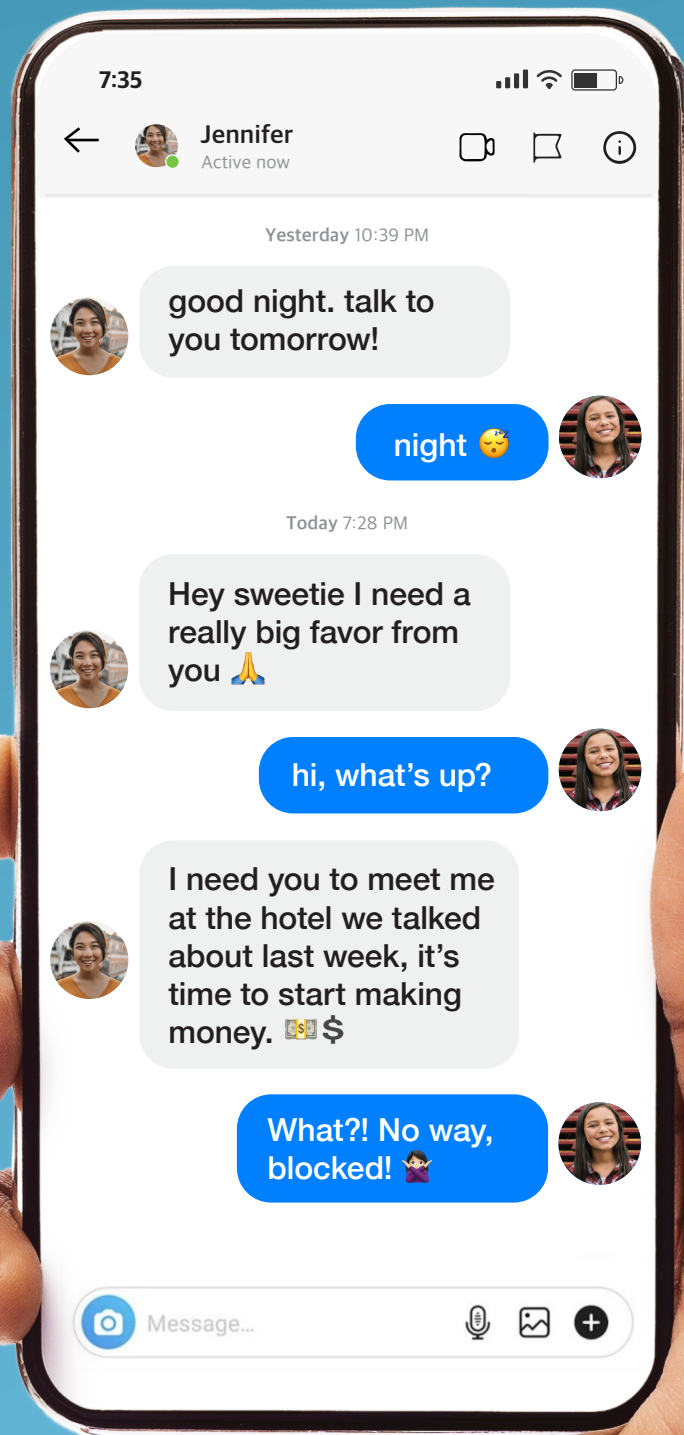 7:35
Jennifer
Active now
Yesterday 10:39 PM
good night. talk to
you tomorrow!
night 😴
Today 7:28 PM
Hey sweetie I need a
really big favor from
you 🙏
hi, what’s up?
I need you to meet me
at the hotel we talked
about last week, it’s
time to start making
money. 💵$
What?! No way,
blocked! 🙅🏻‍♀️
Message...